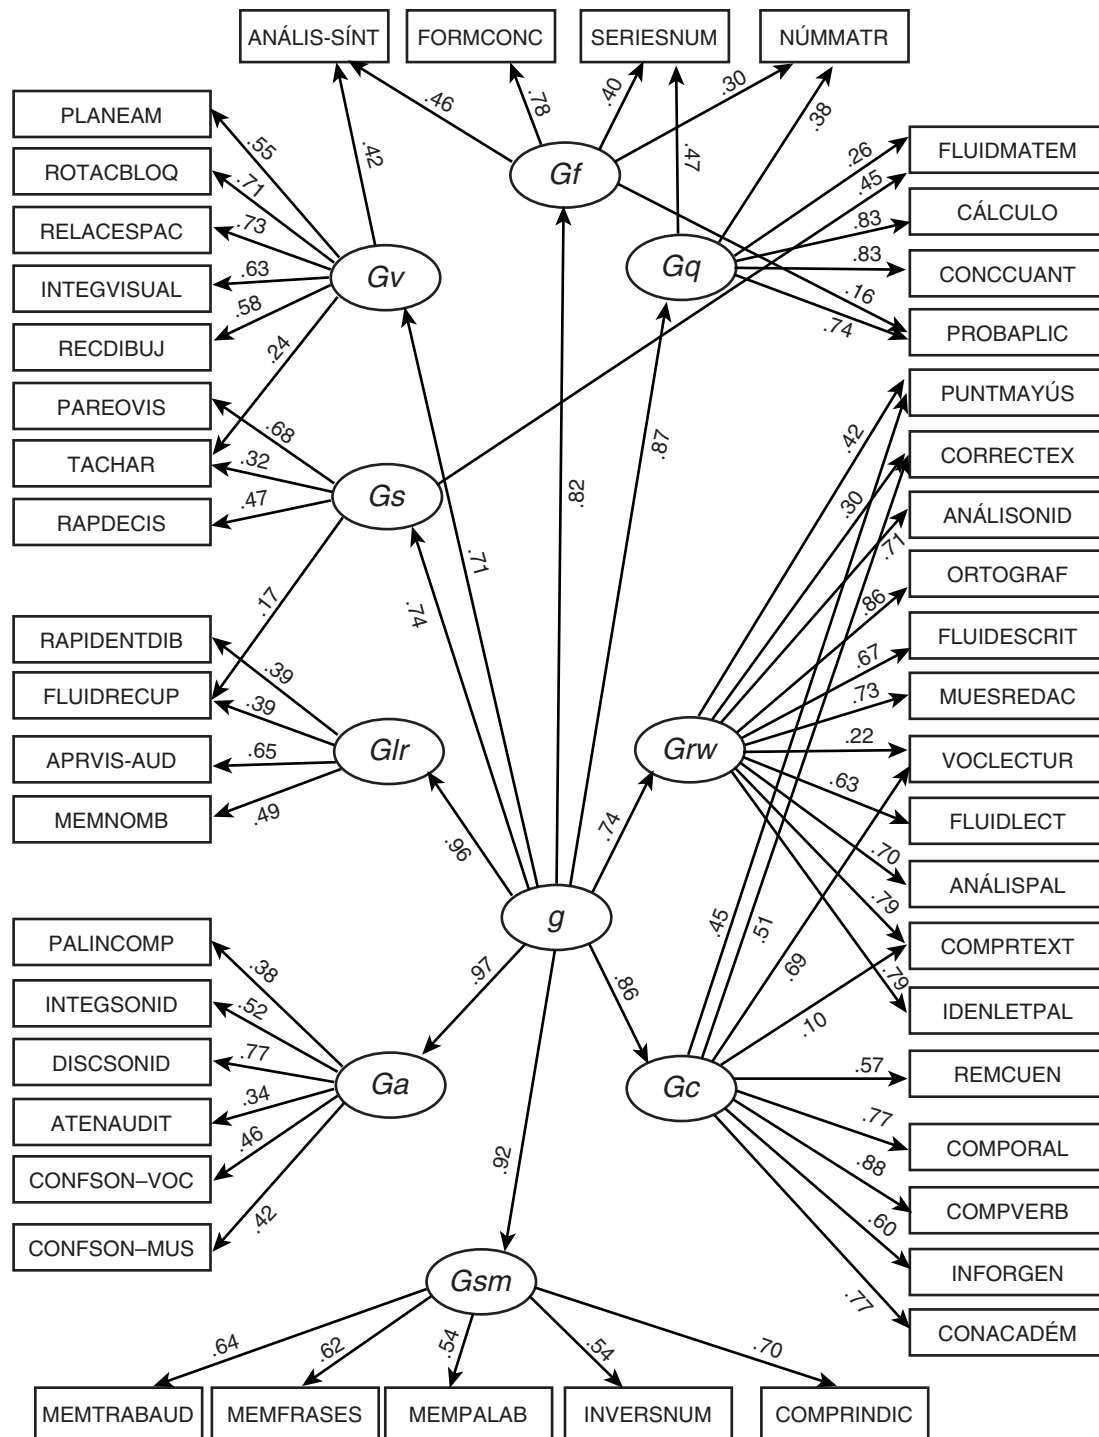 ANÁLIS-SÍNT
FORMCONC
SERIESNUM
NÚMMATR
.46
.78
.40
.30
.42
.47
.38
PLANEAM
ROTACBLOQ
RELACESPAC
INTEGVISUAL
RECDIBUJ
PAREOVIS
TACHAR
RAPDECIS
.55
.71
.73
.63
.58
.24
.68
.32
.47
.17
Gv
Gf
Gq
Gs
.26
.45
.83
.83
.16
.74
FLUIDMATEM
CÁLCULO
CONCCUANT
PROBAPLIC
PUNTMAYÚS
CORRECTEX
ANÁLISONID
ORTOGRAF
FLUIDESCRIT
MUESREDAC
VOCLECTUR
FLUIDLECT
ANÁLISPAL
COMPRTEXT
IDENLETPAL
REMCUEN
COMPORAL
COMPVERB
INFORGEN
CONACADÉM
.42
.30
.71
.86
.67
.73
.22
.63
.70
.79
.79
.87
.82
.71
.74
RAPIDENTDIB
FLUIDRECUP
APRVIS-AUD
MEMNOMB
.39
.39
.65
.49
Glr
Grw
.96
.74
g
.97
.86
.92
.45
.51
.69
.10
.57
.77
.88
.60
.77
PALINCOMP
INTEGSONID
DISCSONID
ATENAUDIT
CONFSON–VOC
CONFSON–MUS
.38
.52
.77
.34
.46
.42
Ga
Gc
Gsm
.64
.62
.54
.54
.70
MEMTRABAUD
MEMFRASES
MEMPALAB
INVERSNUM
COMPRINDIC